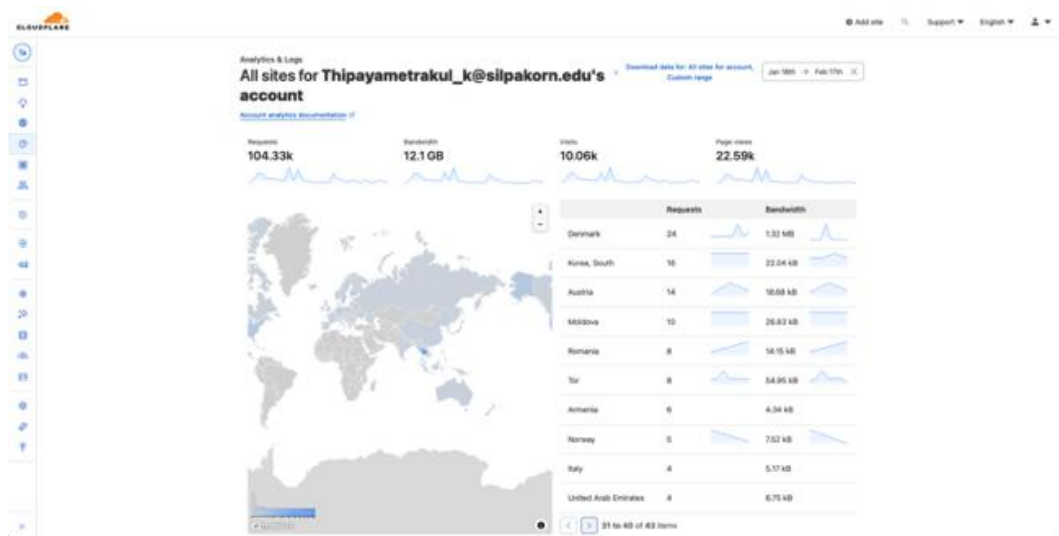 CLOUDFLARE
Add site
Support
English
Analytics & Logs
All sites for Thipayametrakul_k@silpakorn.edu's
account
Account analytics documentation
Download data for: All sites for account,
Custom range
Jan 18th → Feb 17th
Requests
104.33k
Bandwidth
12.1 GB
Visits
10.06k
Page views
22.59k
+
-
Requests Bandwidth
Denmark 24 1.32 MB
Korea, South 16 22.04 kB
Austria 14 18.68 kB
Moldova 10 26.83 kB
Romania 8 14.15 kB
Tor 8 54.95 kB
Armenia 6 4.34 kB
Norway 5 7.52 kB
Italy 4 5.17 kB
United Arab Emirates 4 6.75 kB
31 to 40 of 43 items